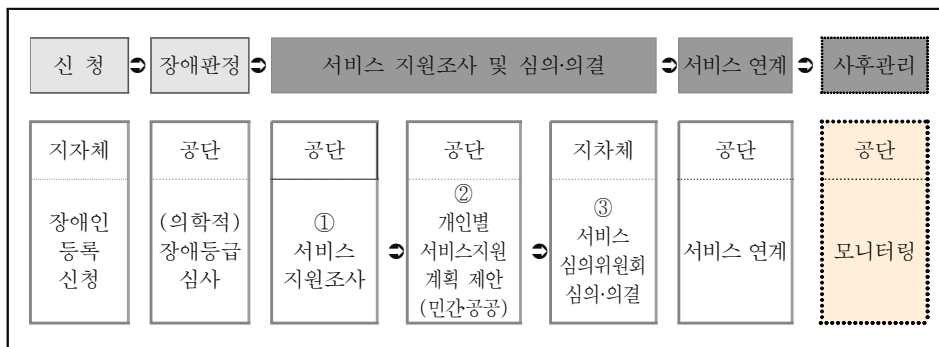 신 청 ➲ 장애판정 ➲ 서비스 지원조사 및 심의·의결 ➲ 서비스 연계 ➲ 사후관리
지자체
장애인
등록
신청
공단
(의학적)
장애등급
심사
공단
①
서비스
지원조사
➲
공단
②
개인별
서비스지원
계획 제안
(민간·공공)
➲
지차체
③
서비스
심의위원회
심의·의결
공단
서비스 연계
공단
모니터링